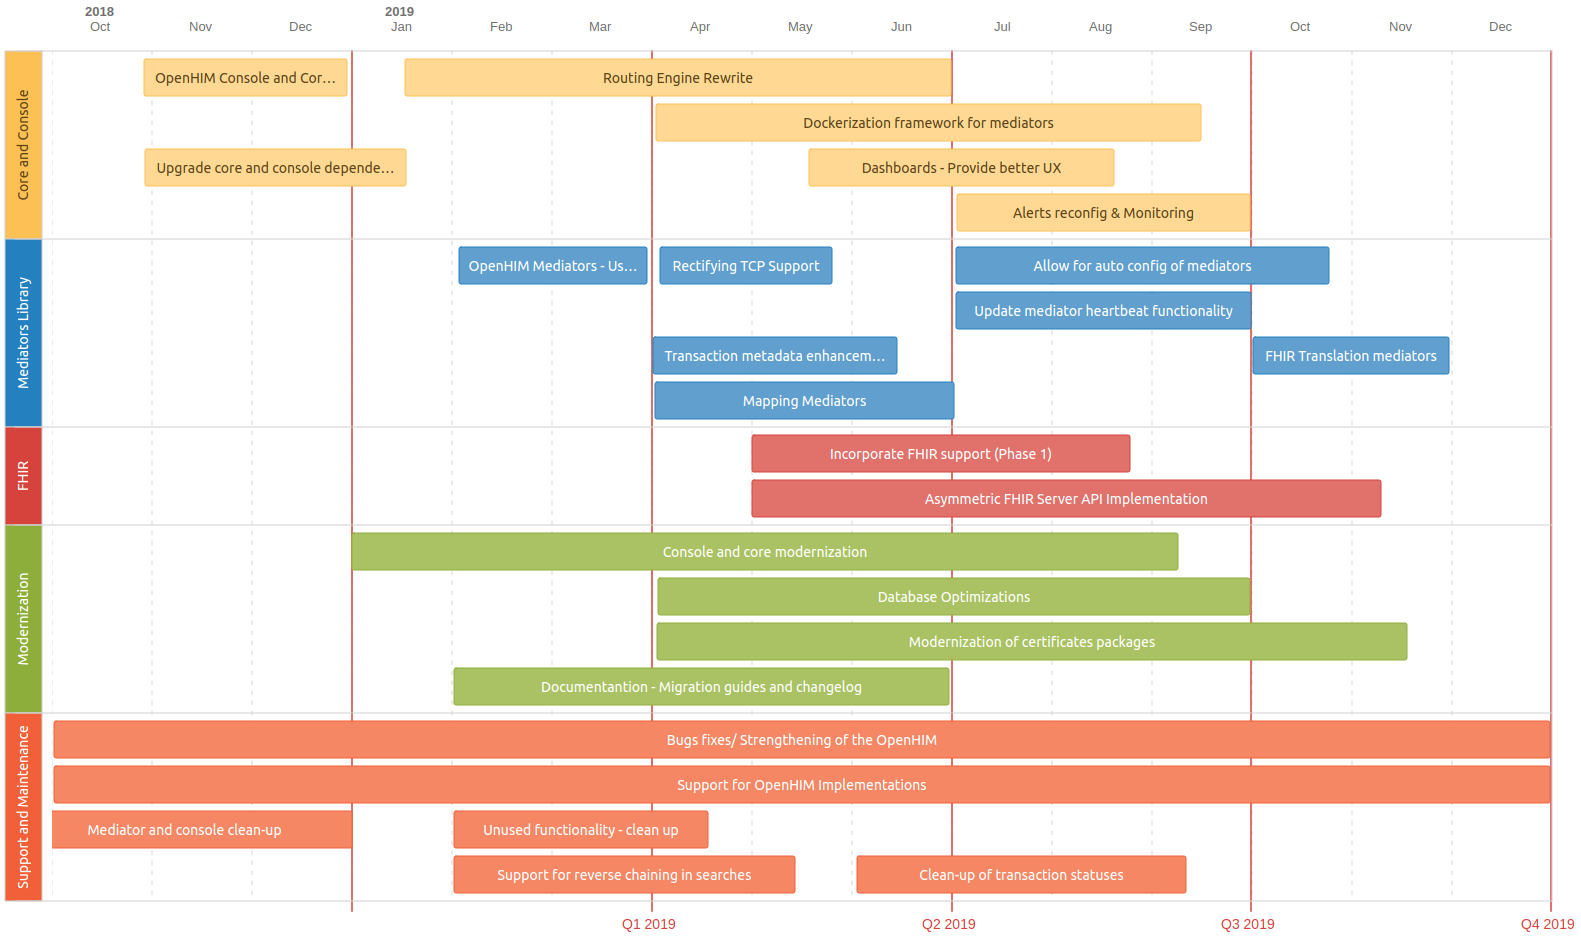 2018
2019
Oct
Nov
Dec
Jan
Feb
Mar
Apr
May
Jun
Jul
Aug
Sep
Oct
Nov
Dec
Core and Console
OpenHIM Console and Cor...
Routing Engine Rewrite
Dockerization framework for mediators
Upgrade core and console depende...
Dashboards - Provide better UX
Alerts reconfig & Monitoring
Mediators Library
OpenHIM Mediators - Us...
Rectifying TCP Support
Allow for auto config of mediators
Update mediator heartbeat functionality
Transaction metadata enhancem...
FHIR Translation mediators
Mapping Mediators
FHIR
Incorporate FHIR support (Phase 1)
Asymmetric FHIR Server API Implementation
Modernization
Console and core modernization
Database Optimizations
Modernization of certificates packages
Documentantion - Migration guides and changelog
Support and Maintenance
Bugs fixes/ Strengthening of the OpenHIM
Support for OpenHIM Implementations
Mediator and console clean-up
Unused functionality - clean up
Support for reverse chaining in searches
Clean-up of transaction statuses
Q1 2019
Q2 2019
Q3 2019
Q4 2019